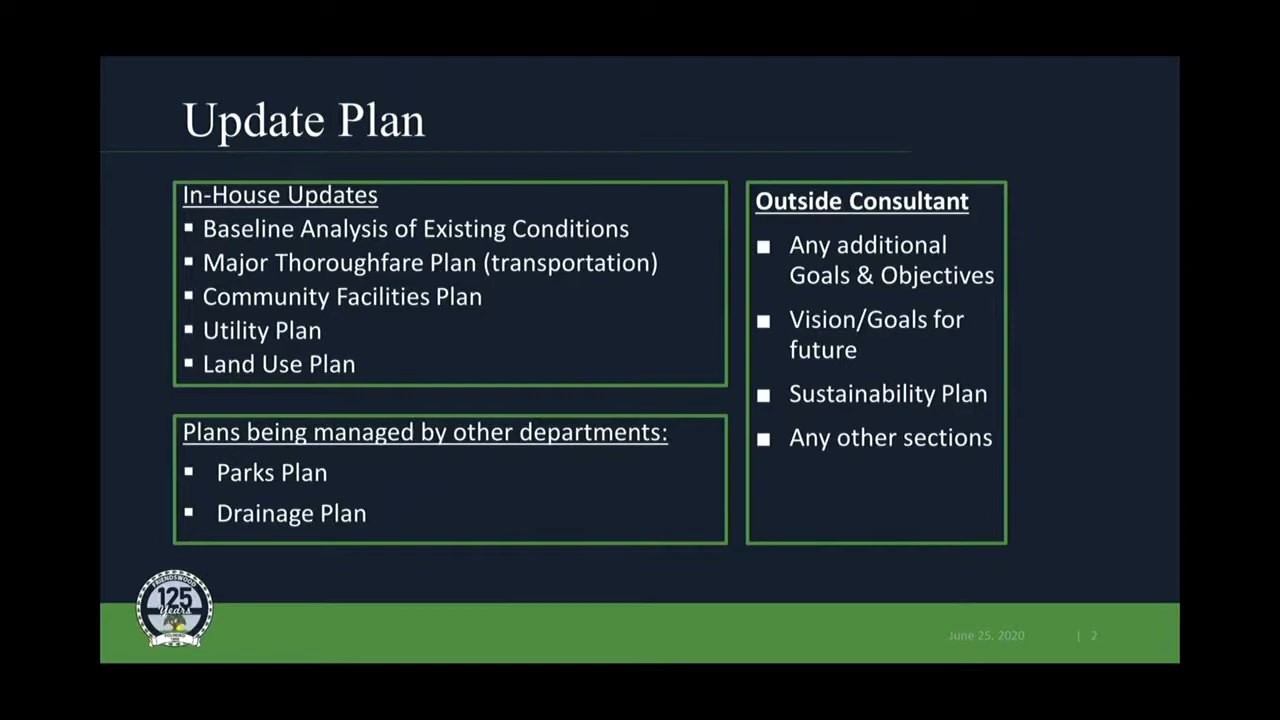 Update Plan
In-House Updates
▪ Baseline Analysis of Existing Conditions
▪ Major Thoroughfare Plan (transportation)
▪ Community Facilities Plan
▪ Utility Plan
▪ Land Use Plan
Plans being managed by other departments:
▪ Parks Plan
▪ Drainage Plan
Outside Consultant
■ Any additional
Goals & Objectives
■ Vision/Goals for
future
■ Sustainability Plan
■ Any other sections
FRIENDSWOOD
125
Years
June 25, 2020 | 2